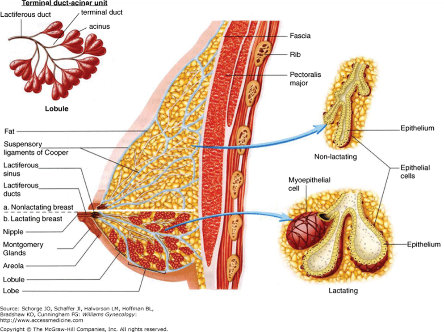 Terminal duct-acinar unit
Lactiferous duct
terminal duct
acinus
Lobule
Fascia
Rib
Pectoralis
major
Fat
Suspensory
ligaments of Cooper
Lactiferous
sinus
Lactiferous
ducts
a. Nonlactating breast
b. Lactating breast
Nipple
Montgomery
Glands
Areola
Lobule
Lobe
Epithelium
Non-lactating
Epithelial
cells
Myoepithelial
cell
Epithelium
Lactating
Source: Schorge JO, Schaffer JI, Halvorson LM, Hoffman BL,
Bradshaw KD, Cunningham FG: Williams Gynecology:
http://www.accessmedicine.com
Copyright © The McGraw-Hill Companies, Inc. All rights reserved.